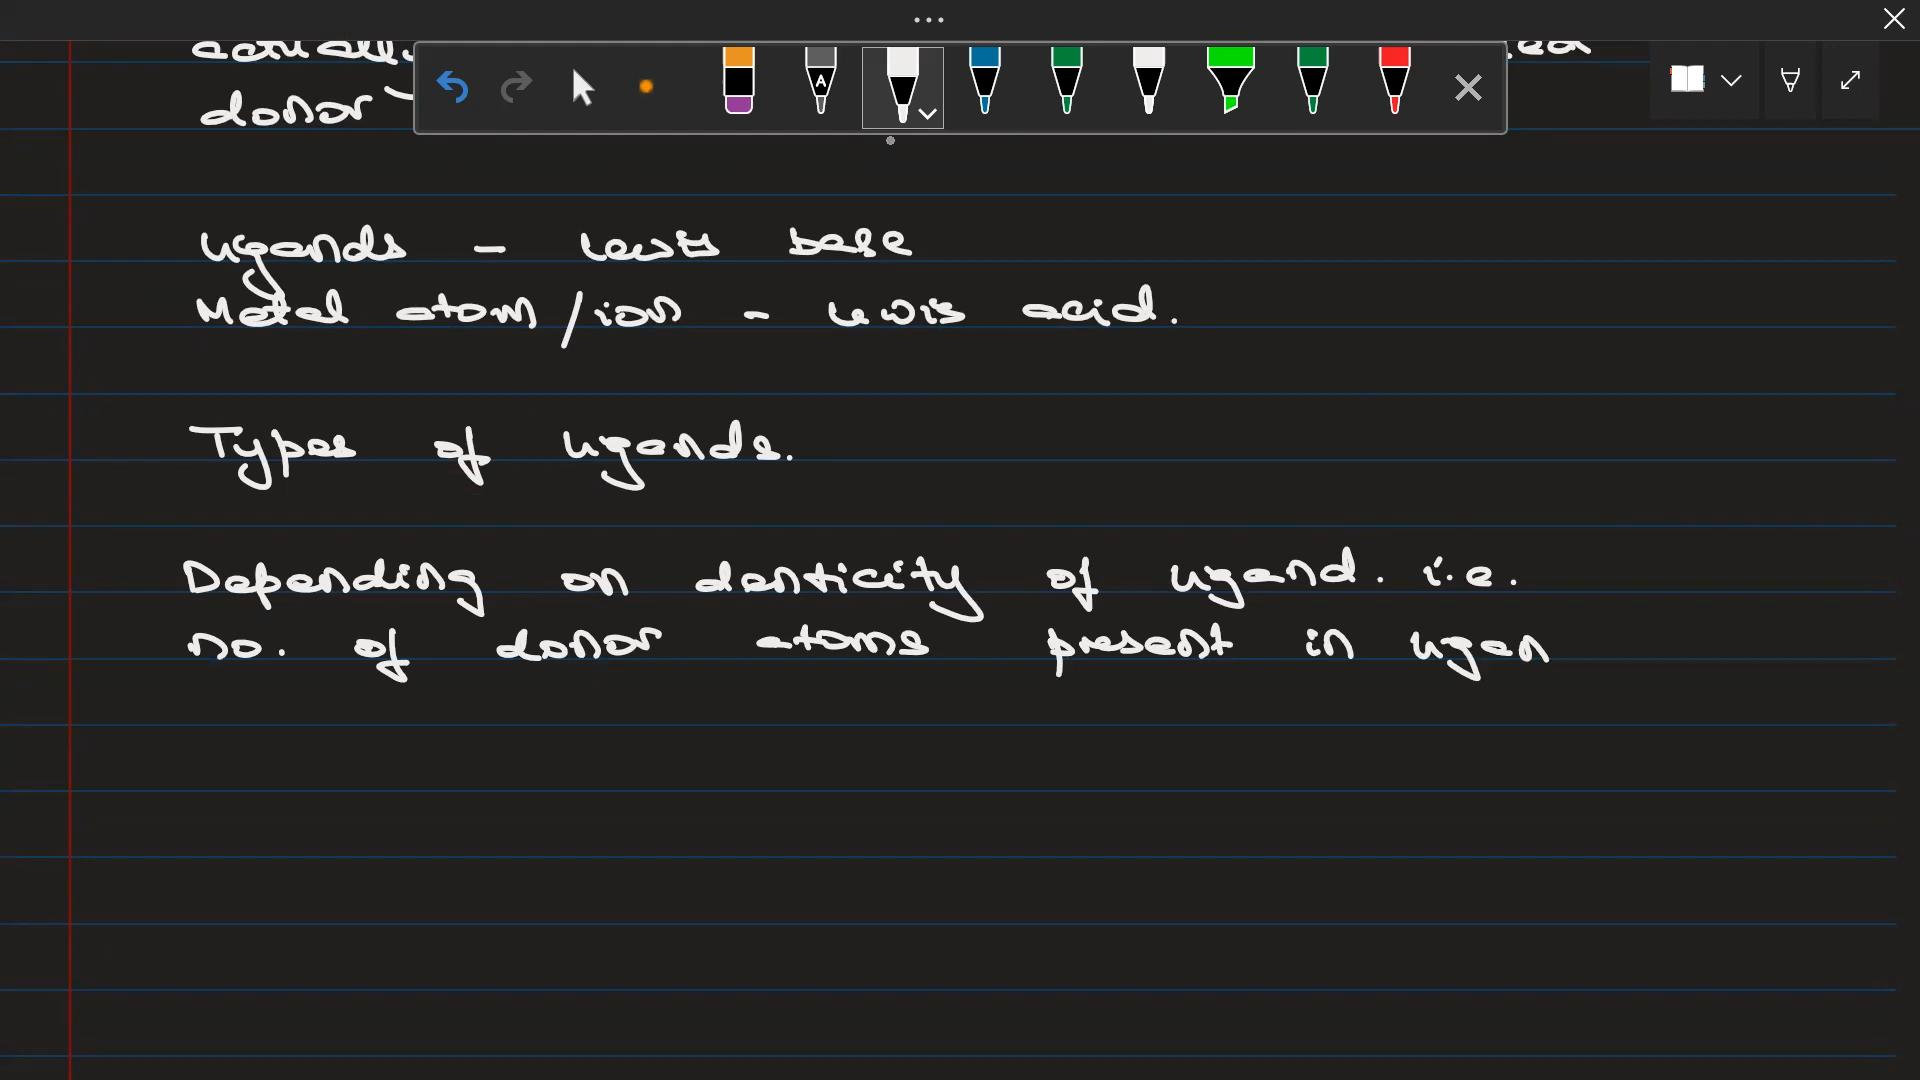 donor
Ligands - Lewis base
Metal atom/ion - Lewis acid.
Types of ligands.
Depending on denticity of ligand. i.e.
no. of donor atoms present in ligan